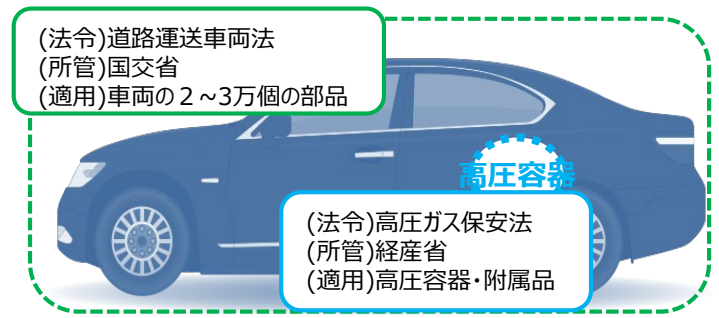 (法令)道路運送車両法
(所管)国交省
(適用)車両の２~3万個の部品
高圧容器
(法令)高圧ガス保安法
(所管)経産省
(適用)高圧容器・附属品